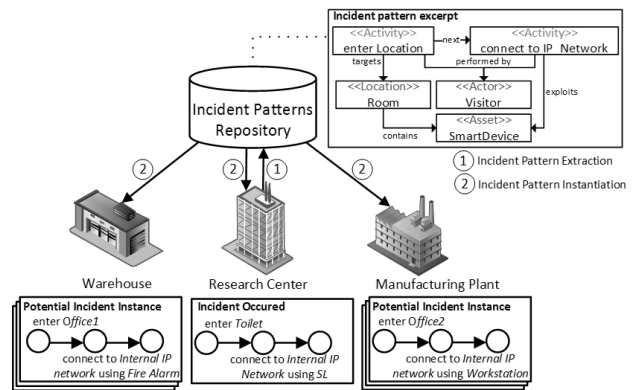 Incident pattern excerpt
<<Activity>>
enter Location
next
<<Activity>>
connect to IP_Network
targets
performed by
<<Location>>
Room
<<Actor>>
Visitor
exploits
contains
<<Asset>>
SmartDevice
Incident Patterns
Repository
1 Incident Pattern Extraction
2 Incident Pattern Instantiation
2
2
1
2
Warehouse
Research Center
Manufacturing Plant
Potential Incident Instance
enter Office1
connect to Internal IP
network using Fire Alarm
Incident Occured
enter Toilet
connect to Internal IP
Network using SL
Potential Incident Instance
enter Office2
connect to Internal IP
network using Workstation